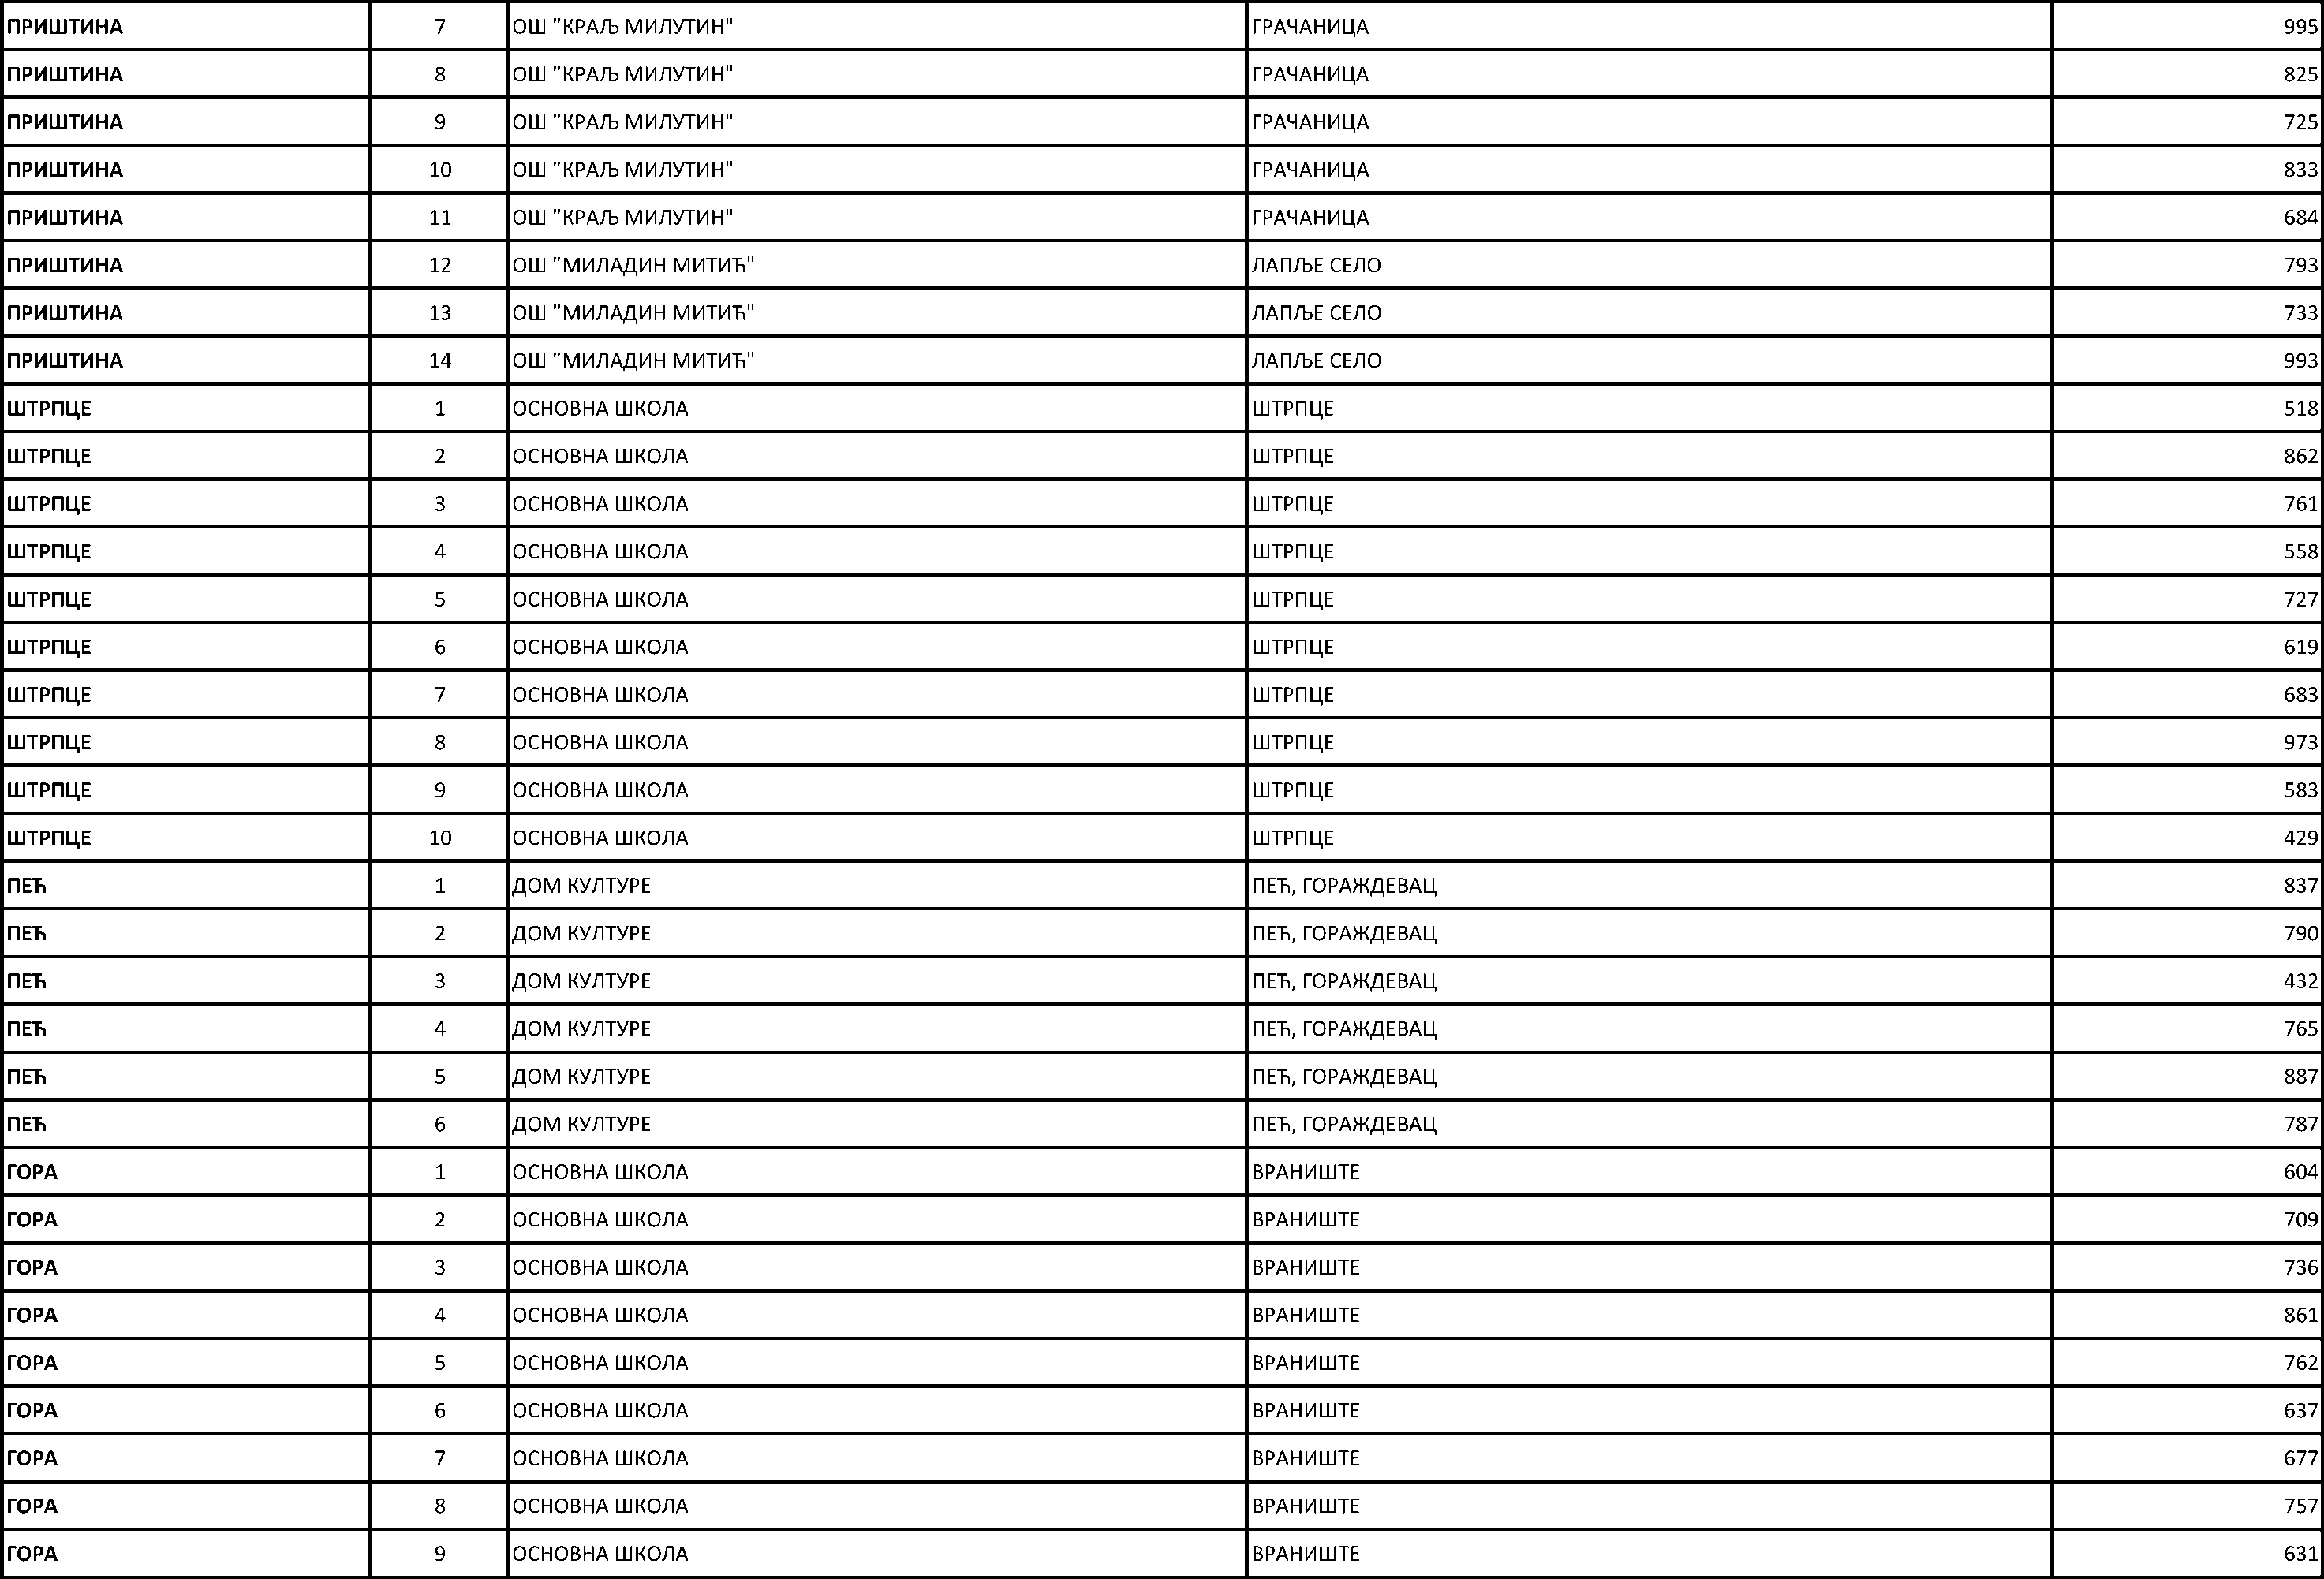 ПРИШТИНА 7 ОШ "КРАЉ МИЛУТИН" ГРАЧАНИЦА 995
ПРИШТИНА 8 ОШ "КРАЉ МИЛУТИН" ГРАЧАНИЦА 825
ПРИШТИНА 9 ОШ "КРАЉ МИЛУТИН" ГРАЧАНИЦА 725
ПРИШТИНА 10 ОШ "КРАЉ МИЛУТИН" ГРАЧАНИЦА 833
ПРИШТИНА 11 ОШ "КРАЉ МИЛУТИН" ГРАЧАНИЦА 684
ПРИШТИНА 12 ОШ "МИЛАДИН МИТИЋ" ЛАПЉЕ СЕЛО 793
ПРИШТИНА 13 ОШ "МИЛАДИН МИТИЋ" ЛАПЉЕ СЕЛО 733
ПРИШТИНА 14 ОШ "МИЛАДИН МИТИЋ" ЛАПЉЕ СЕЛО 993
ШТРПЦЕ 1 ОСНОВНА ШКОЛА ШТРПЦЕ 518
ШТРПЦЕ 2 ОСНОВНА ШКОЛА ШТРПЦЕ 862
ШТРПЦЕ 3 ОСНОВНА ШКОЛА ШТРПЦЕ 761
ШТРПЦЕ 4 ОСНОВНА ШКОЛА ШТРПЦЕ 558
ШТРПЦЕ 5 ОСНОВНА ШКОЛА ШТРПЦЕ 727
ШТРПЦЕ 6 ОСНОВНА ШКОЛА ШТРПЦЕ 619
ШТРПЦЕ 7 ОСНОВНА ШКОЛА ШТРПЦЕ 683
ШТРПЦЕ 8 ОСНОВНА ШКОЛА ШТРПЦЕ 973
ШТРПЦЕ 9 ОСНОВНА ШКОЛА ШТРПЦЕ 583
ШТРПЦЕ 10 ОСНОВНА ШКОЛА ШТРПЦЕ 429
ПЕЋ 1 ДОМ КУЛТУРЕ ПЕЋ, ГОРАЖДЕВАЦ 837
ПЕЋ 2 ДОМ КУЛТУРЕ ПЕЋ, ГОРАЖДЕВАЦ 790
ПЕЋ 3 ДОМ КУЛТУРЕ ПЕЋ, ГОРАЖДЕВАЦ 432
ПЕЋ 4 ДОМ КУЛТУРЕ ПЕЋ, ГОРАЖДЕВАЦ 765
ПЕЋ 5 ДОМ КУЛТУРЕ ПЕЋ, ГОРАЖДЕВАЦ 887
ПЕЋ 6 ДОМ КУЛТУРЕ ПЕЋ, ГОРАЖДЕВАЦ 787
ГОРА 1 ОСНОВНА ШКОЛА ВРАНИШТЕ 604
ГОРА 2 ОСНОВНА ШКОЛА ВРАНИШТЕ 709
ГОРА 3 ОСНОВНА ШКОЛА ВРАНИШТЕ 736
ГОРА 4 ОСНОВНА ШКОЛА ВРАНИШТЕ 861
ГОРА 5 ОСНОВНА ШКОЛА ВРАНИШТЕ 762
ГОРА 6 ОСНОВНА ШКОЛА ВРАНИШТЕ 637
ГОРА 7 ОСНОВНА ШКОЛА ВРАНИШТЕ 677
ГОРА 8 ОСНОВНА ШКОЛА ВРАНИШТЕ 757
ГОРА 9 ОСНОВНА ШКОЛА ВРАНИШТЕ 631